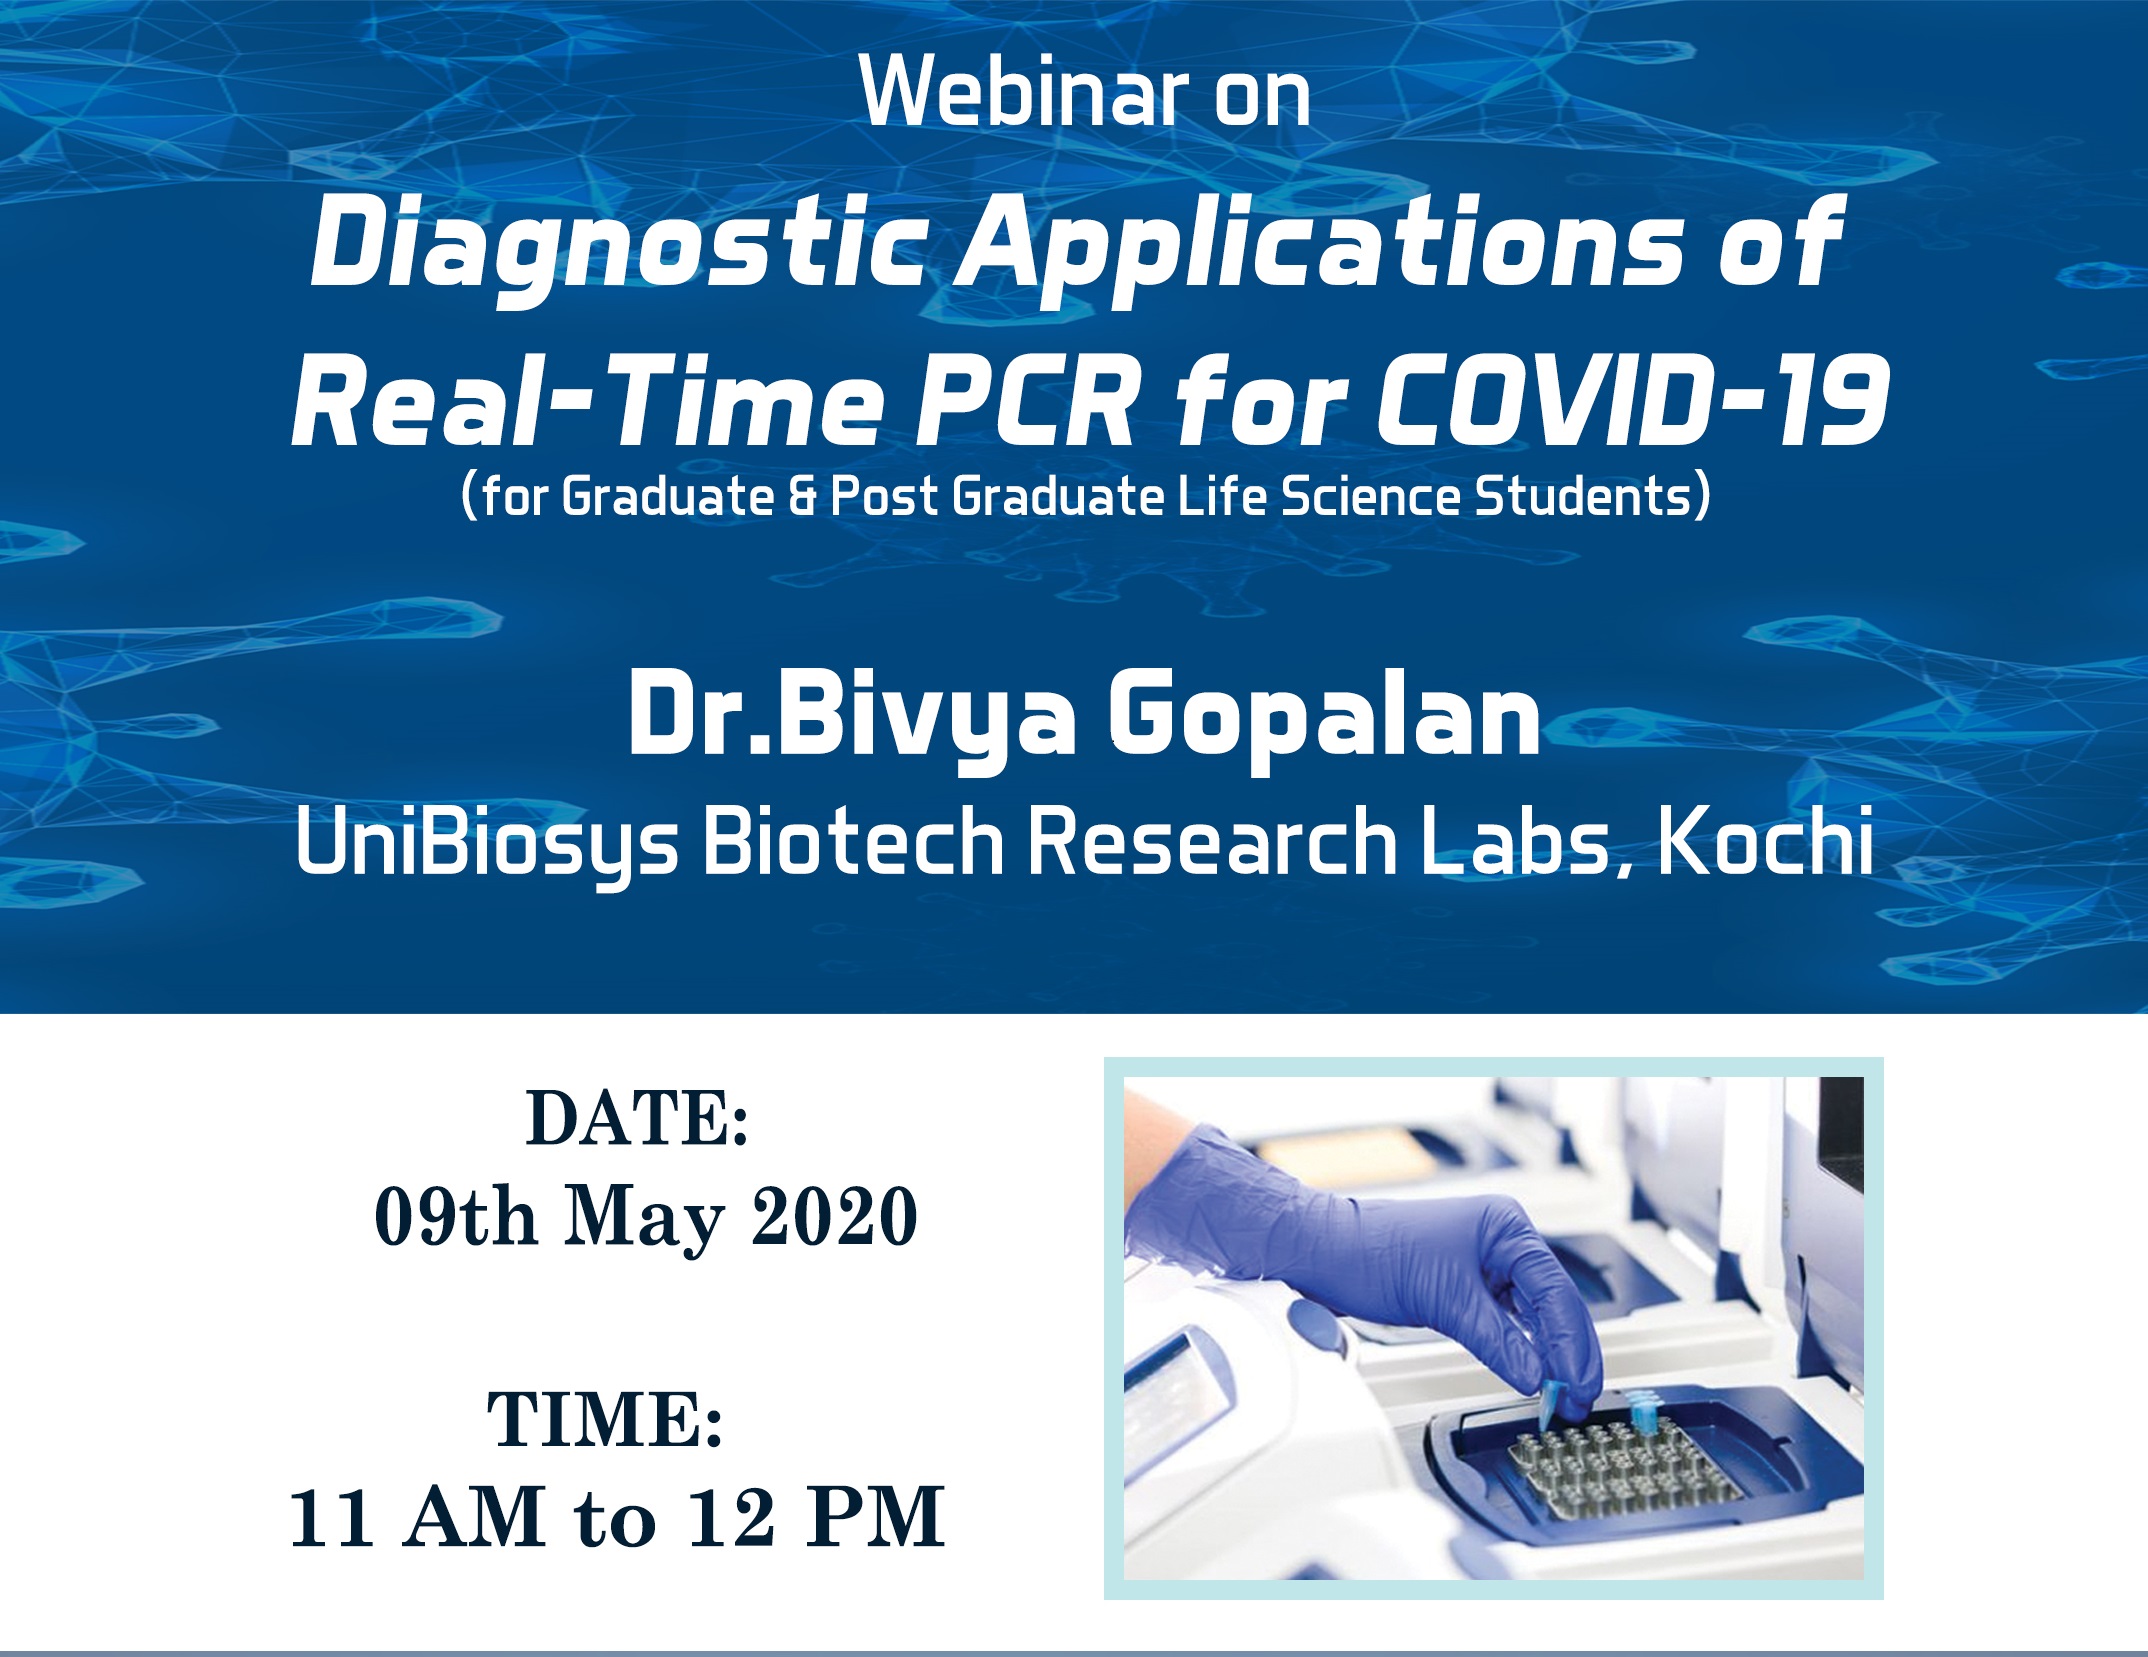 Webinar on
Diagnostic Applications of
Real-Time PCR for COVID-19
(for Graduate & Post Graduate Life Science Students)
Dr.Bivya Gopalan
UniBiosys Biotech Research Labs, Kochi
DATE:
09th May 2020
TIME:
11 AM to 12 PM